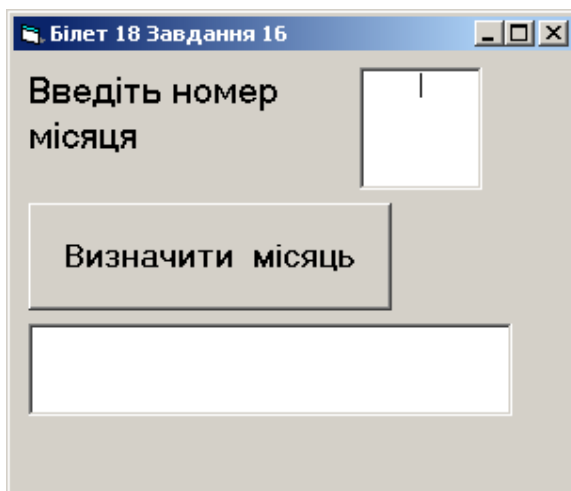 Білет 18 Завдання 16
Введіть номер
місяця
Визначити місяць